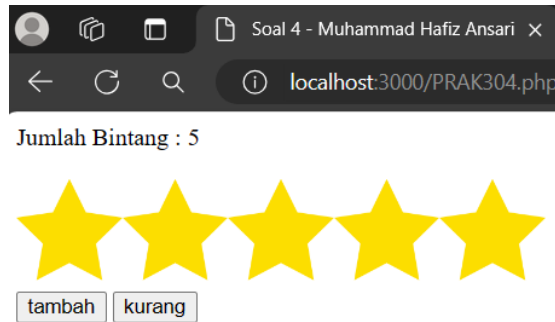 Soal 4 - Muhammad Hafiz Ansari
localhost:3000/PRAK304.php
Jumlah Bintang : 5
tambah kurang